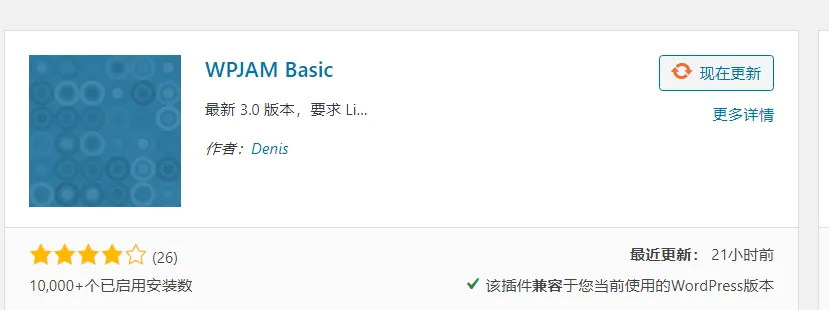 WPJAM Basic
现在更新
最新 3.0 版本，要求 Li...
更多详情
作者：Denis
(26)
最近更新： 21小时前
10,000+个已启用安装数
该插件兼容于您当前使用的WordPress版本